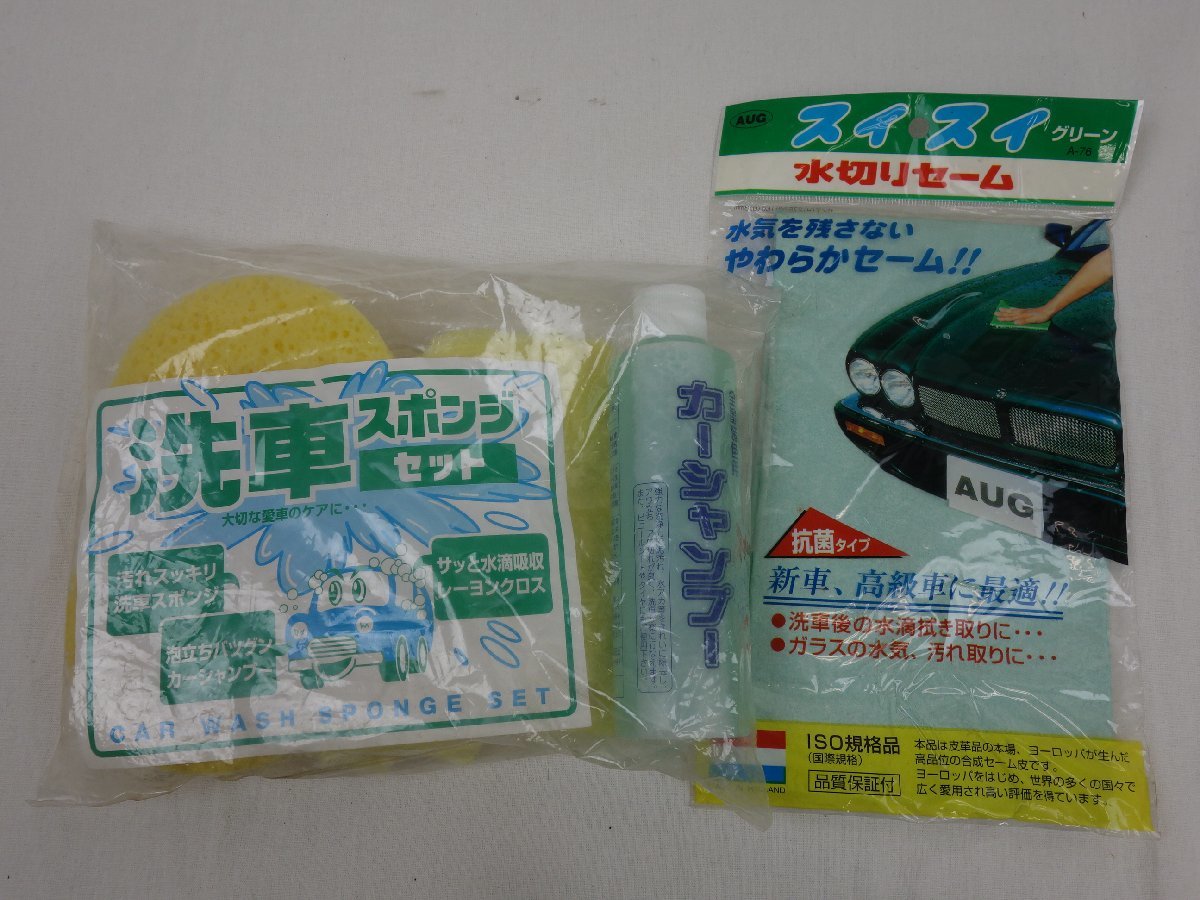 洗車スポンジ
セット
大切な愛車のケアに・・・
汚れスッキリ
洗車スポンジ
泡立ちバツグン
カーシャンプー
サッと水滴吸収
レーヨンクロス
CAR WASH SPONGE SET
カーシャンプー
AUG
スイスイ
グリーン
A-76
水切りセーム
水気を残さない
やわらかセーム!!
AUG
抗菌タイプ
新車、高級車に最適!!
●洗車後の水滴拭き取りに・・・
●ガラスの水気、汚れ取りに・・・
ISO規格品
(国際規格)
品質保証付
本品は皮革品の本場、ヨーロッパが生んだ
高品位の合成セーム皮です。
ヨーロッパをはじめ、世界の多くの国々で
広く愛用され高い評価を得ています。